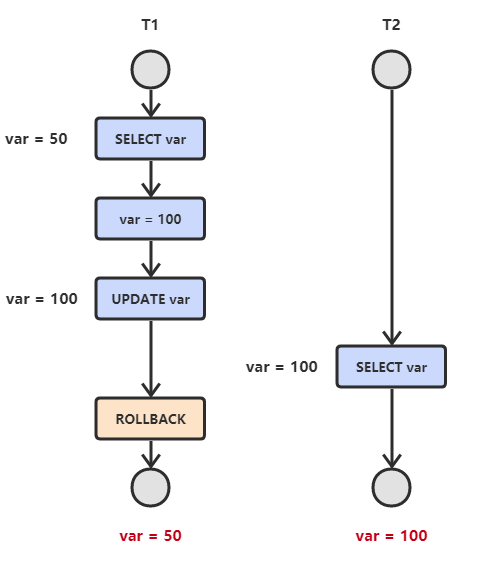 T1
T2
var = 50
SELECT var
var = 100
var = 100
UPDATE var
var = 100
SELECT var
ROLLBACK
var = 50
var = 100